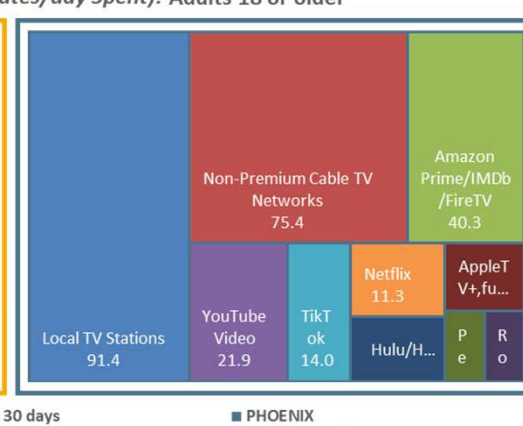 ates/day Spent): Adults 18 or older
Local TV Stations
91.4
Non-Premium Cable TV
Networks
75.4
Amazon
Prime/IMDb
/FireTV
40.3
YouTube
Video
21.9
TikT
ok
14.0
Netflix
11.3
Hulu/H...
AppleT
V+,fu...
P
e
R
o
30 days
PHOENIX